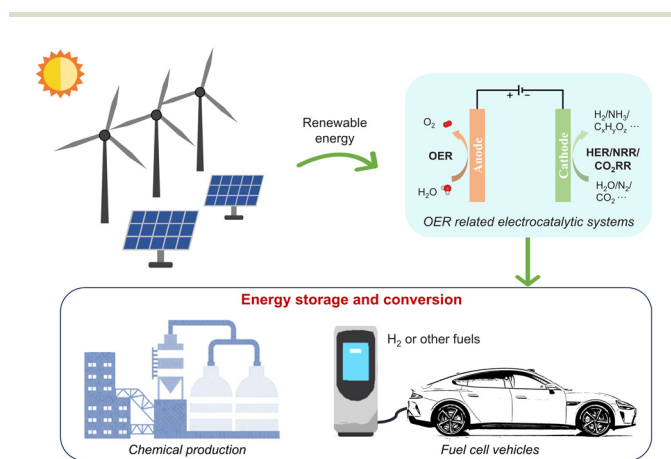 Renewable
energy
+ −
O₂
OER
H₂O
Anode
Cathode
H₂/NH₃/
CₓHᵧO_z ···
HER/NRR/
CO₂RR
H₂O/N₂/
CO₂ ···
OER related electrocatalytic systems
Energy storage and conversion
H₂ or other fuels
Chemical production
Fuel cell vehicles